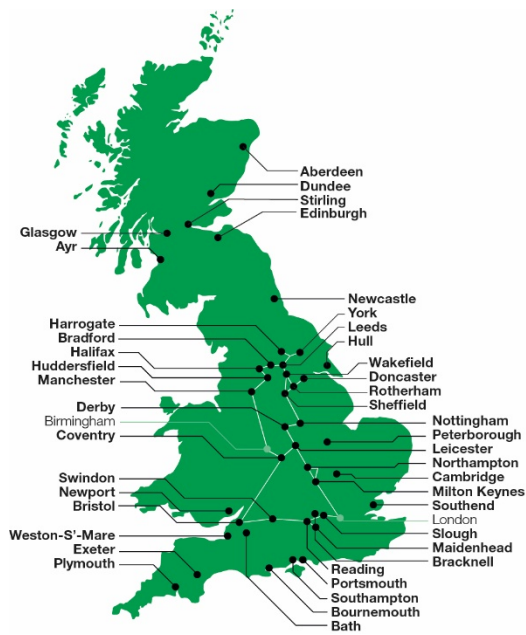 Aberdeen
Dundee
Stirling
Edinburgh
Glasgow
Ayr
Newcastle
York
Leeds
Hull
Harrogate
Bradford
Halifax
Huddersfield
Manchester
Wakefield
Doncaster
Rotherham
Sheffield
Derby
Birmingham
Coventry
Nottingham
Peterborough
Leicester
Northampton
Cambridge
Milton Keynes
Southend
London
Slough
Maidenhead
Bracknell
Swindon
Newport
Bristol
Weston-S'-Mare
Exeter
Plymouth
Reading
Portsmouth
Southampton
Bournemouth
Bath